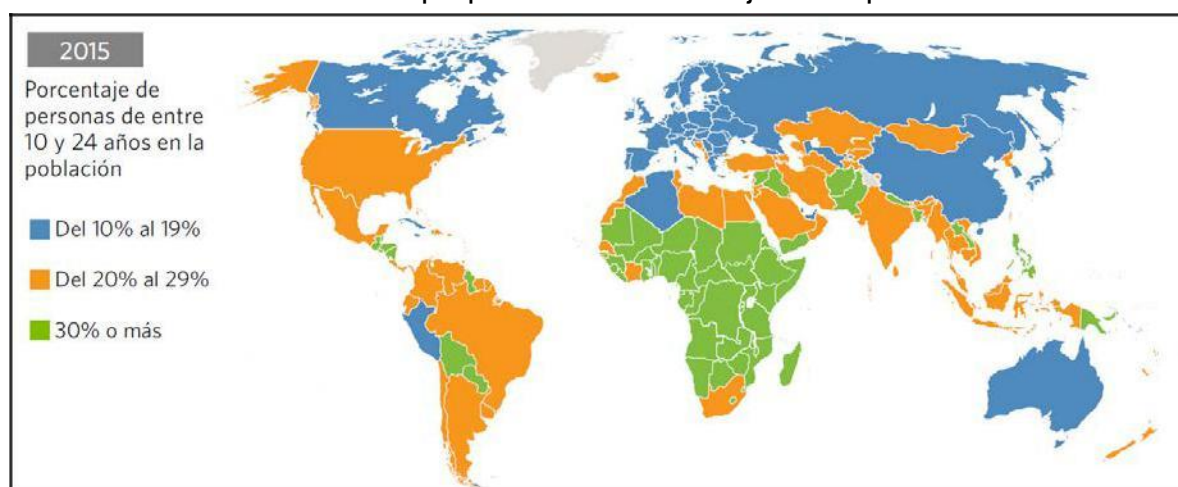 2015
Porcentaje de
personas de entre
10 y 24 años en la
población
Del 10% al 19%
Del 20% al 29%
30% o más